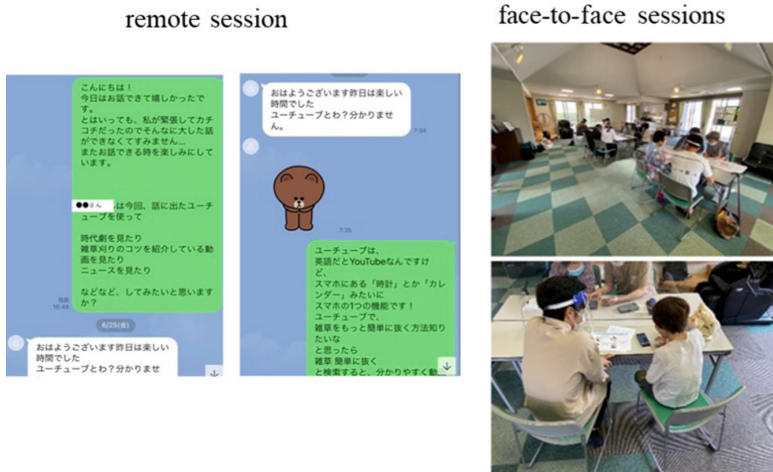 remote session
face-to-face sessions
こんにちは！
今日はお話できて嬉しかったで
す。
とはいっても、私が緊張してカチ
コチだったのでそんなに大した話
ができなくてすみません…
またお話できる時を楽しみにして
います。
●●さん
は今回、話に出たユーチ
ューブを使って
時代劇を見たり
雑草刈りのコツを紹介している動
画を見たり
ニュースを見たり
などなど、してみたいと思います
か？
既読
16:48
6/25(金)
おはようございます昨日は楽しい
時間でした
ユーチューブとわ？分かりませ
おはようございます昨日は楽しい
時間でした
ユーチューブとわ？分かりませ
ん。
7:34
7:35
ユーチューブは、
英語だとYouTubeなんですけ
ど、
スマホにある「時計」とか「カレ
ンダー」みたいに
スマホの1つの機能です！
ユーチューブで、
雑草をもっと簡単に抜く方法知り
たいな
と思ったら
雑草 簡単に抜く
と検索すると、分かりやすく動